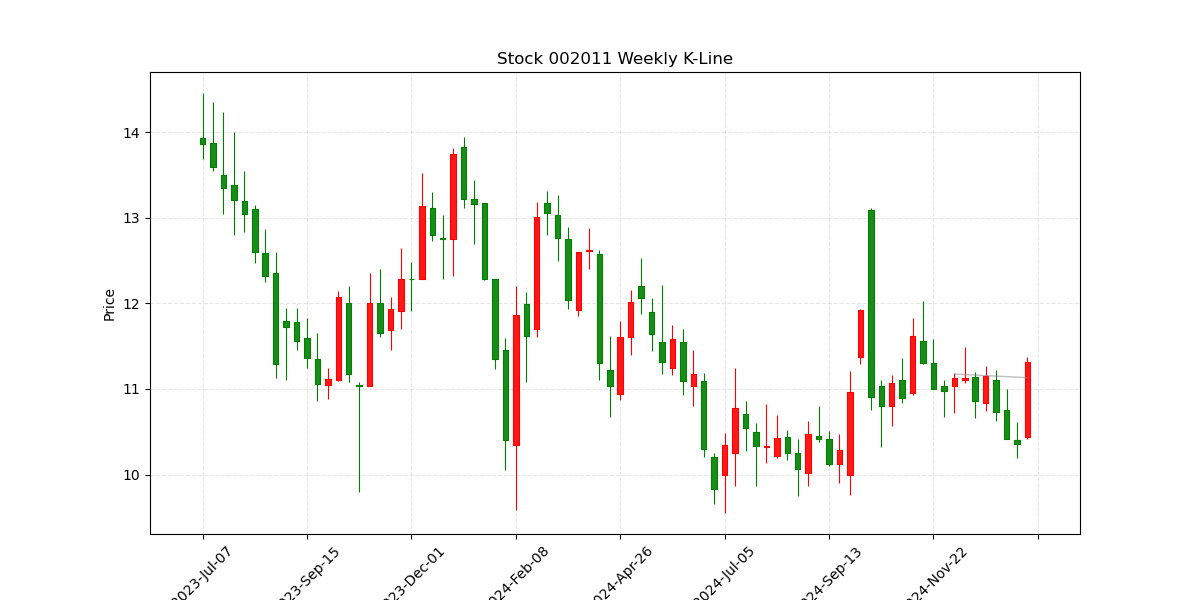 Stock 002011 Weekly K-Line
Price
14
13
12
11
10
2023-Jul-07
2023-Sep-15
2023-Dec-01
2024-Feb-08
2024-Apr-26
2024-Jul-05
2024-Sep-13
2024-Nov-22